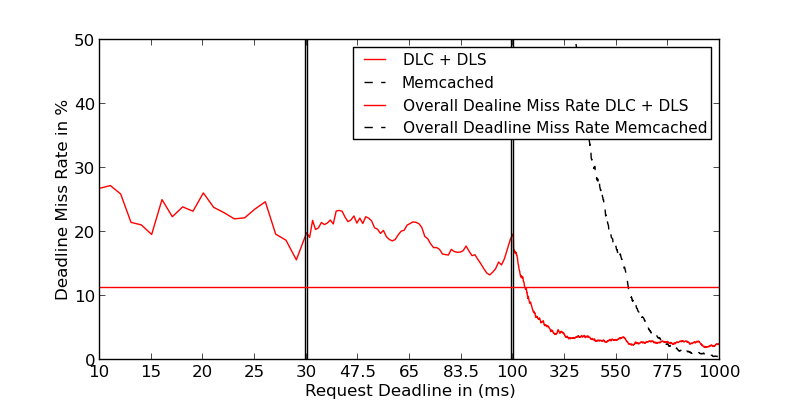 50
40
30
20
10
0
Deadline Miss Rate in %
DLC + DLS
Memcached
Overall Dealine Miss Rate DLC + DLS
Overall Deadline Miss Rate Memcached
10 15 20 25 30 47.5 65 83.5 100 325 550 775 1000
Request Deadline in (ms)